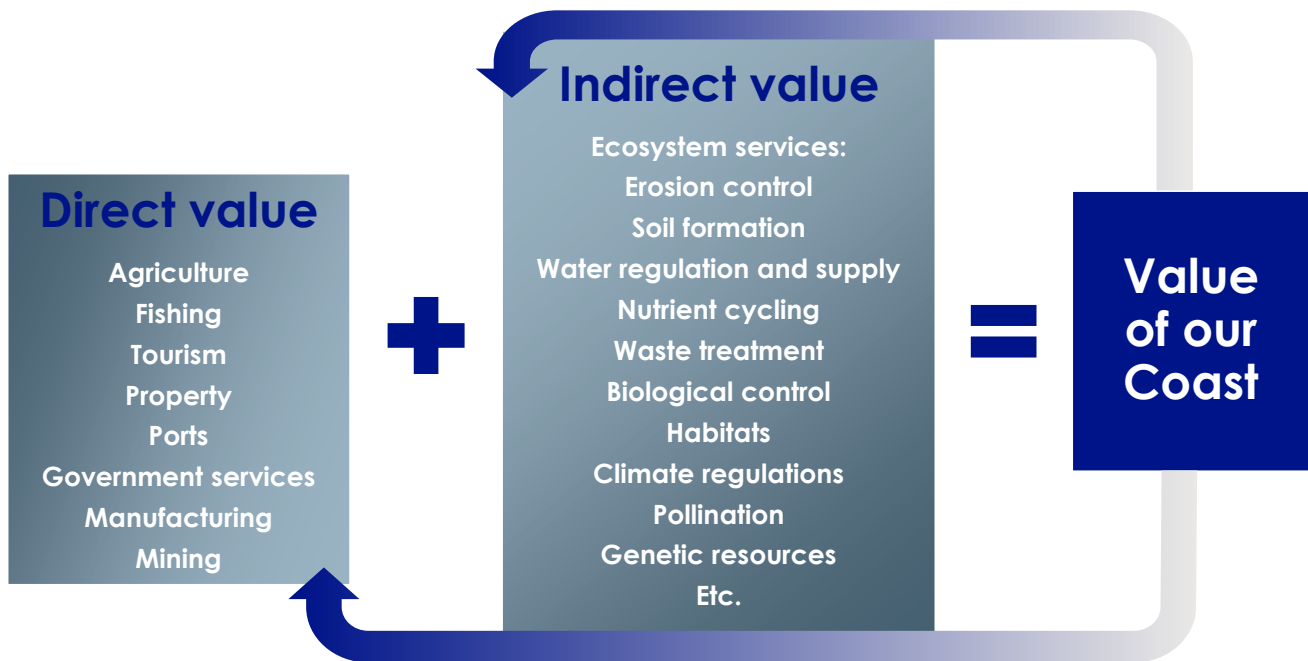 Direct value
Agriculture
Fishing
Tourism
Property
Ports
Government services
Manufacturing
Mining
+
Indirect value
Ecosystem services:
Erosion control
Soil formation
Water regulation and supply
Nutrient cycling
Waste treatment
Biological control
Habitats
Climate regulations
Pollination
Genetic resources
Etc.
=
Value
of our
Coast